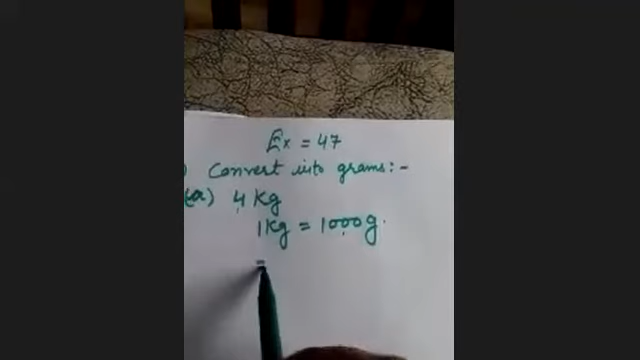 Ex = 47
) Convert into grams:-
(a) 4 Kg
1Kg = 1000g.
=